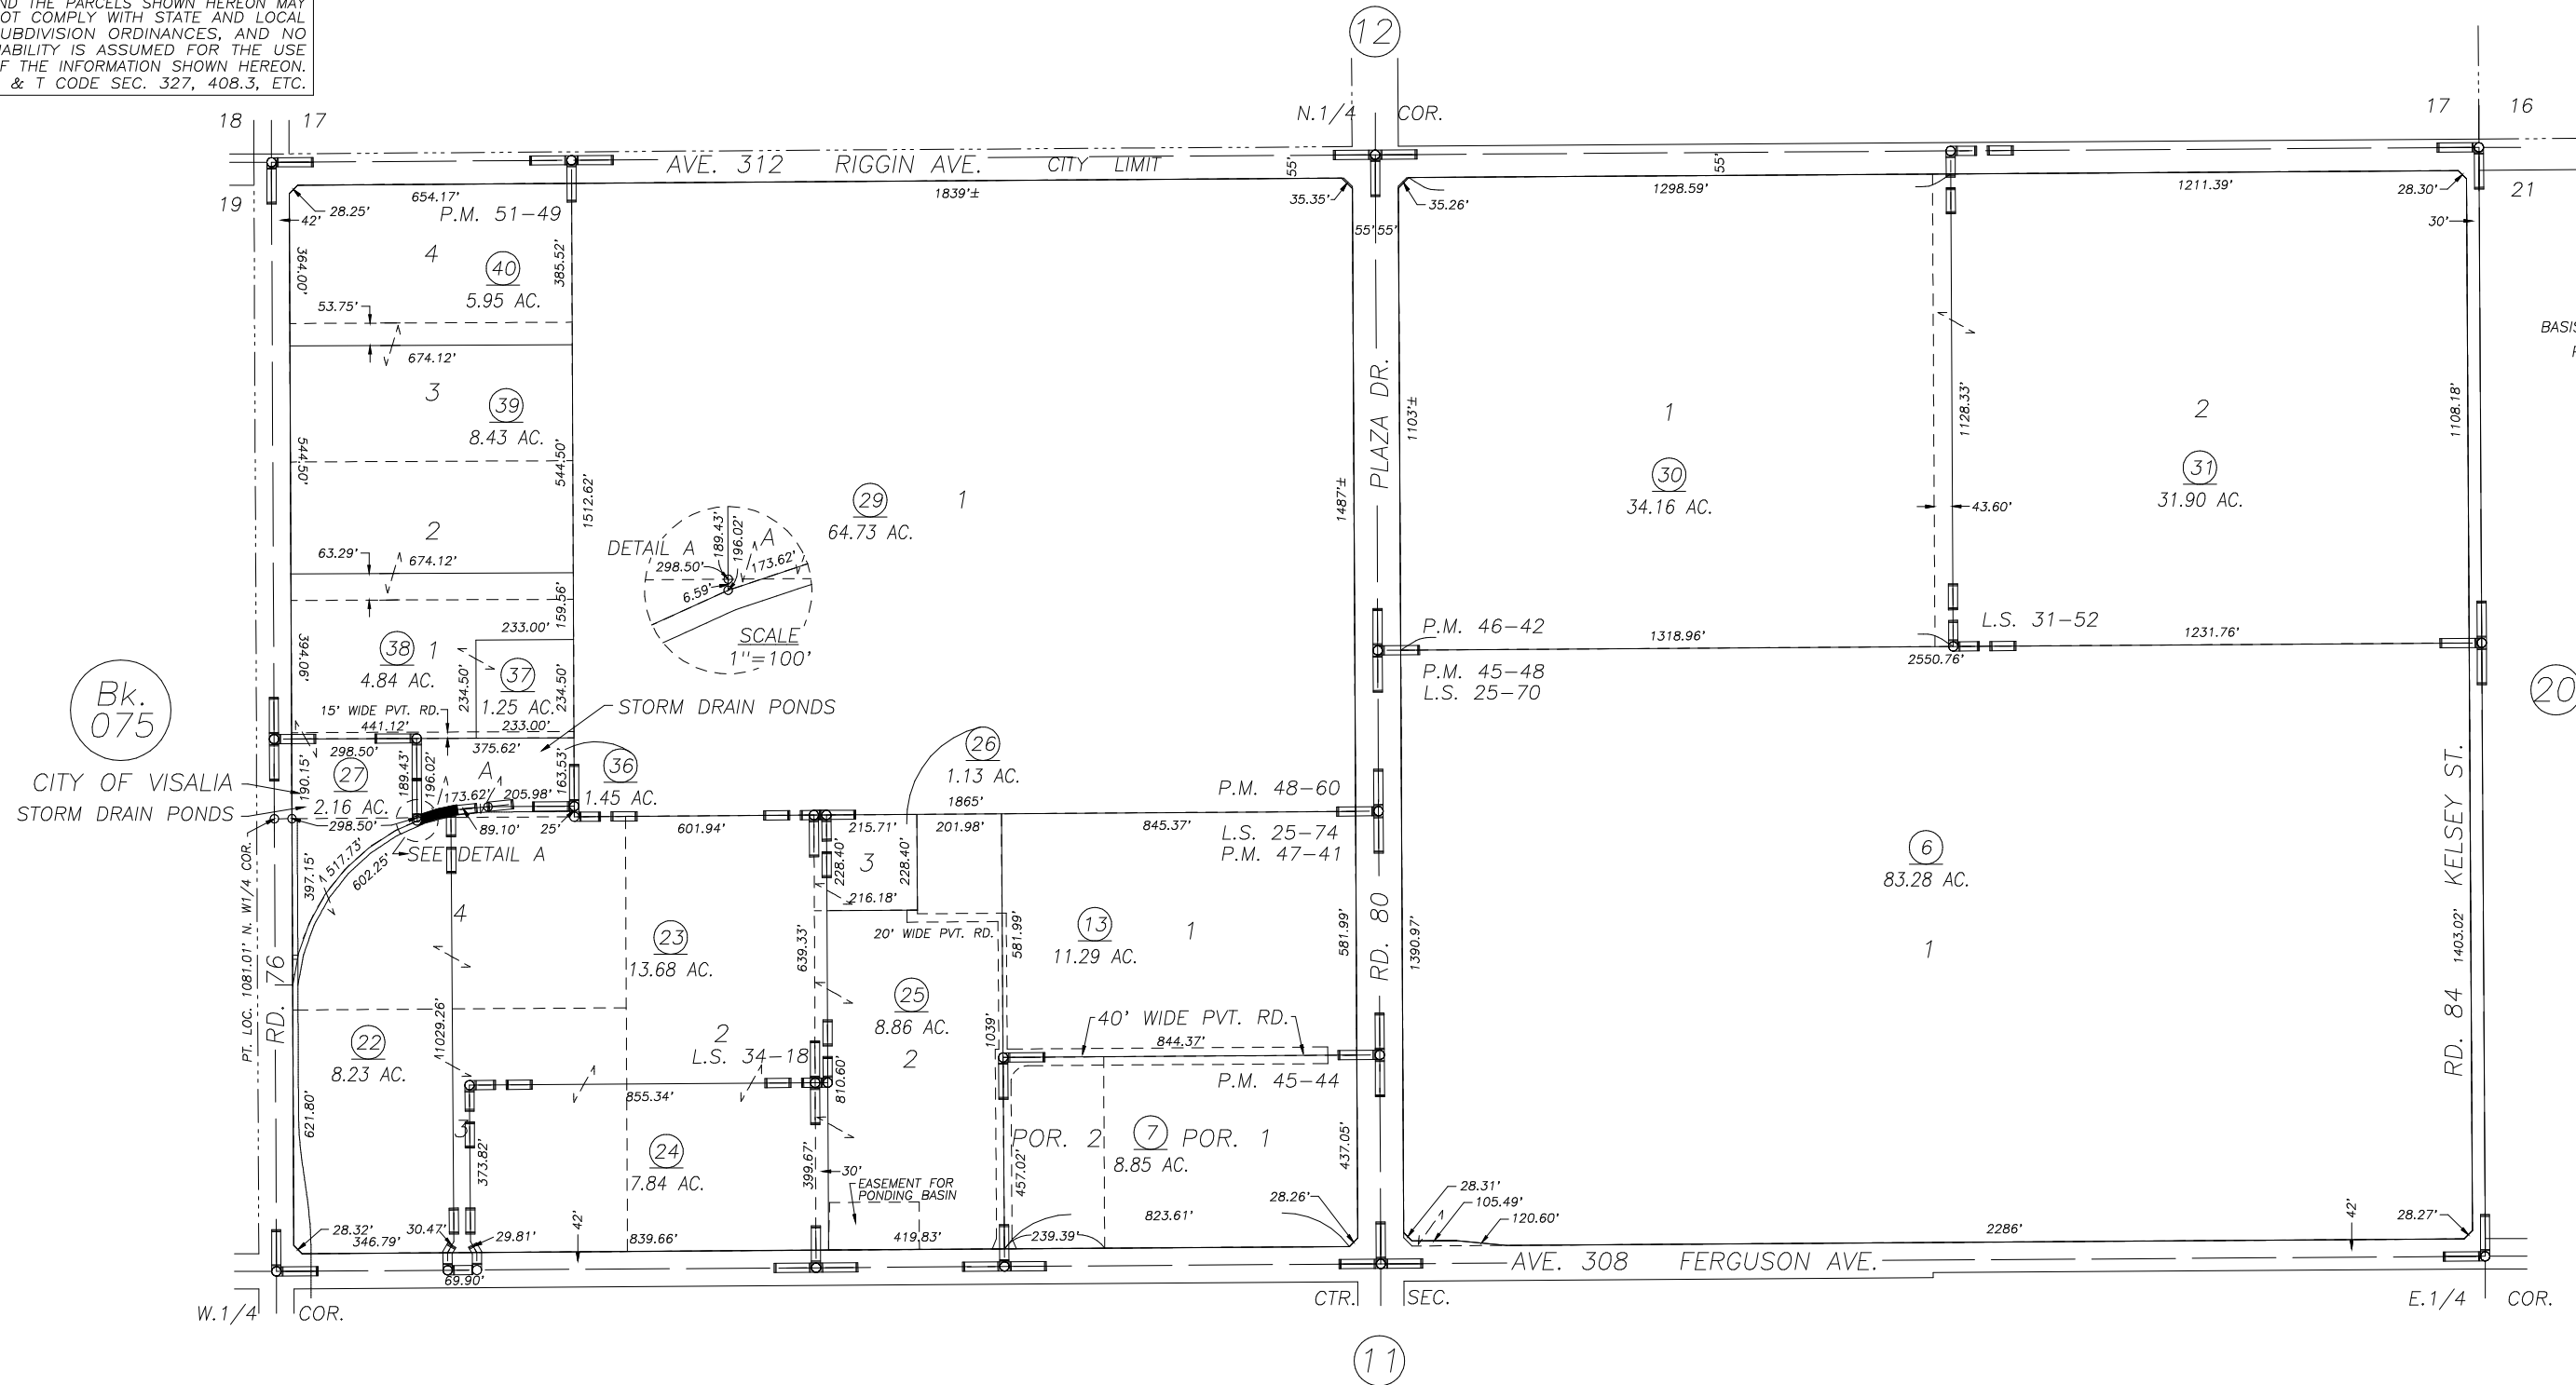 ND THE PARCELS SHOWN HEREON MAY
OT COMPLY WITH STATE AND LOCAL
UBDIVISION ORDINANCES, AND NO
ABILITY IS ASSUMED FOR THE USE
F THE INFORMATION SHOWN HEREON.
& T CODE SEC. 327, 408.3, ETC.
12
N.1/4 COR.
18 17
17 16
19
21
AVE. 312 RIGGIN AVE. CITY LIMIT
55'
55'
654.17'
1839'±
35.35'
35.26'
1298.59'
1211.39'
28.30'
42'
28.25'
P.M. 51-49
55' 55'
30'
364.00'
4
40
5.95 AC.
385.52'
53.75'
674.12'
3
39
8.43 AC.
544.50'
544.50'
1512.62'
2
63.29'
674.12'
159.56'
394.06'
38 1
4.84 AC.
233.00'
234.50'
37
1.25 AC.
234.50'
233.00'
15' WIDE PVT. RD.
441.12'
29 1
64.73 AC.
DETAIL A
189.43'
196.02'
A
298.50'
173.62'
6.59'
SCALE
1"=100'
1487'±
PLAZA DR.
1103'±
1
30
34.16 AC.
1128.33'
43.60'
2
31
31.90 AC.
1108.18'
BASIS
P.M. 46-42
1318.96'
L.S. 31-52
1231.76'
2550.76'
P.M. 45-48
L.S. 25-70
20
Bk.
075
CITY OF VISALIA
STORM DRAIN PONDS
STORM DRAIN PONDS
298.50'
375.62'
190.15'
27
2.16 AC.
189.43'
196.02'
A
173.62'
205.98'
163.53'
36
1.45 AC.
26
1.13 AC.
P.M. 48-60
1865'
298.50'
89.10'
25'
601.94'
215.71'
201.98'
845.37'
L.S. 25-74
P.M. 47-41
SEE DETAIL A
517.73'
602.25'
397.15'
PT. LOC. 1081.01' N. W1/4 COR.
RD. 76
4
23
13.68 AC.
639.33'
228.40'
3
228.40'
216.18'
20' WIDE PVT. RD.
581.99'
13 1
11.29 AC.
581.99'
RD. 80
1390.97'
6
83.28 AC.
1
RD. 84 KELSEY ST.
1403.02'
22
8.23 AC.
1029.26'
2
L.S. 34-18
25
8.86 AC.
2
1039'
40' WIDE PVT. RD.
844.37'
P.M. 45-44
621.80'
3
373.82'
855.34'
810.60'
24
7.84 AC.
399.67'
30'
EASEMENT FOR
PONDING BASIN
POR. 2 7 POR. 1
8.85 AC.
457.02'
437.05'
28.26'
28.32'
346.79'
30.47'
29.81'
42'
839.66'
419.83'
239.39'
823.61'
28.31'
105.49'
120.60'
2286'
42'
28.27'
69.90'
AVE. 308 FERGUSON AVE.
W.1/4 COR.
CTR. SEC.
E.1/4 COR.
11